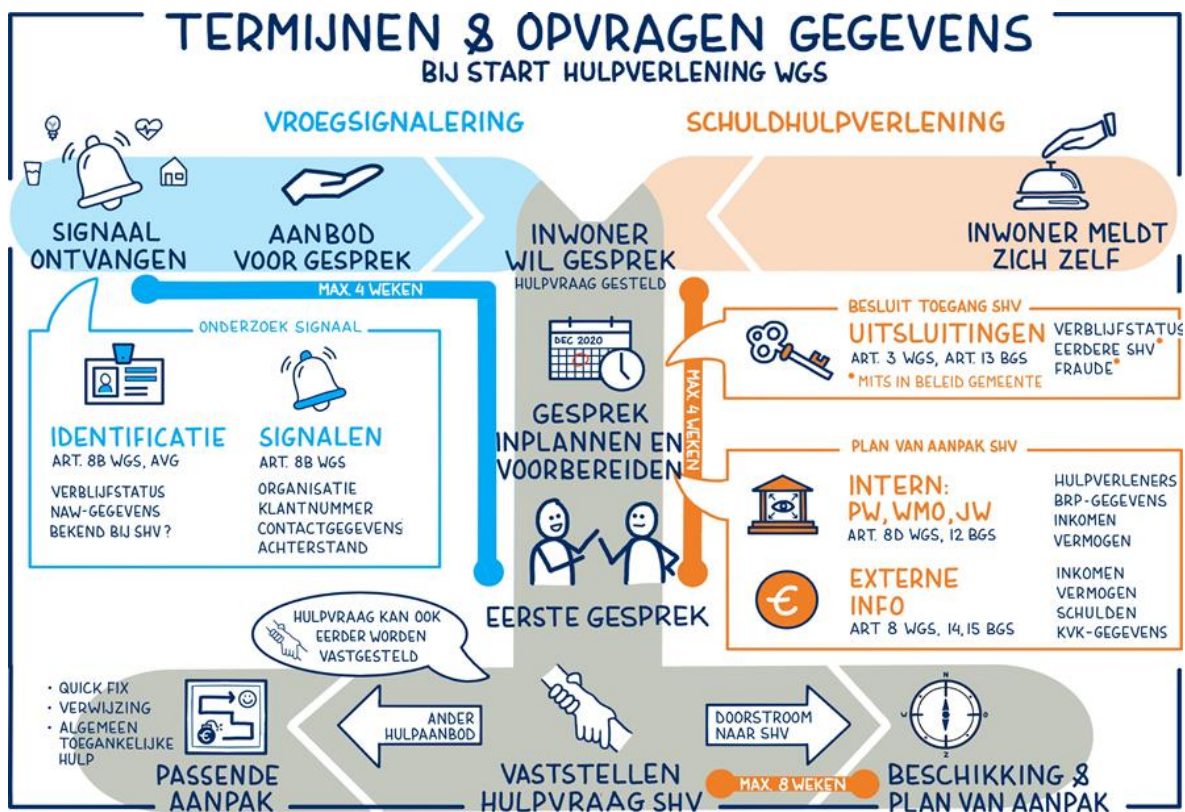 TERMIJNEN & OPVRAGEN GEGEVENS
BIJ START HULPVERLENING WGS
VROEGSIGNALERING
SCHULDHULPVERLENING
SIGNAAL
ONTVANGEN
AANBOD
VOOR GESPREK
INWONER
WIL GESPREK
HULPVRAAG GESTELD
INWONER MELDT
ZICH ZELF
MAX. 4 WEKEN
ONDERZOEK SIGNAAL
IDENTIFICATIE
ART. 8B WGS, AVG
VERBLIJFSTATUS
NAW-GEGEVENS
BEKEND BIJ SHV?
SIGNALEN
ART. 8B WGS
ORGANISATIE
KLANTNUMMER
CONTACTGEGEVENS
ACHTERSTAND
DEC 2020
GESPREK
INPLANNEN EN
VOORBEREIDEN
MAX. 4 WEKEN
BESLUIT TOEGANG SHV
UITSLUITINGEN
ART. 3 WGS, ART. 13 BGS
*MITS IN BELEID GEMEENTE
VERBLIJFSTATUS
EERDERE SHV*
FRAUDE*
PLAN VAN AANPAK SHV
INTERN:
PW, WMO, JW
ART. 8D WGS, 12 BGS
HULPVERLENERS
BRP-GEGEVENS
INKOMEN
VERMOGEN
€
EXTERNE
INFO
ART 8 WGS, 14,15 BGS
INKOMEN
VERMOGEN
SCHULDEN
KVK-GEGEVENS
EERSTE GESPREK
HULPVRAAG KAN OOK
EERDER WORDEN
VASTGESTELD
• QUICK FIX
• VERWIJZING
• ALGEMEEN
TOEGANKELIJKE
HULP
€
PASSENDE
AANPAK
ANDER
HULPAANBOD
VASTSTELLEN
HULPVRAAG SHV
DOORSTROOM
NAAR SHV
MAX. 8 WEKEN
N
W
O
Z
BESCHIKKING &
PLAN VAN AANPAK